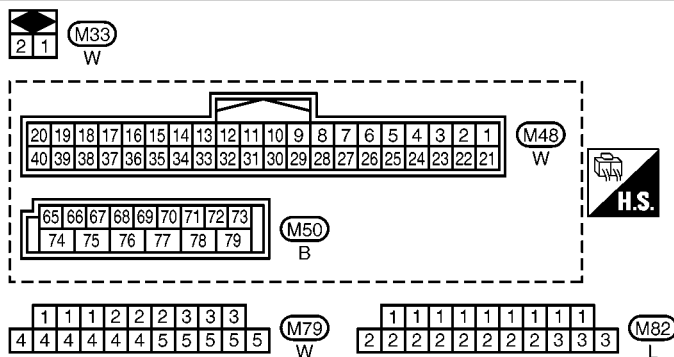 2 1 M33
W
20 19 18 17 16 15 14 13 12 11 10 9 8 7 6 5 4 3 2 1 M48
40 39 38 37 36 35 34 33 32 31 30 29 28 27 26 25 24 23 22 21 W
H.S.
65 66 67 68 69 70 71 72 73 M50
74 75 76 77 78 79 B
1 1 1 2 2 2 3 3 3 M79
4 4 4 4 4 4 5 5 5 5 5 W
1 1 1 1 1 1 1 1 1 1 M82
2 2 2 2 2 2 2 2 3 3 3 L